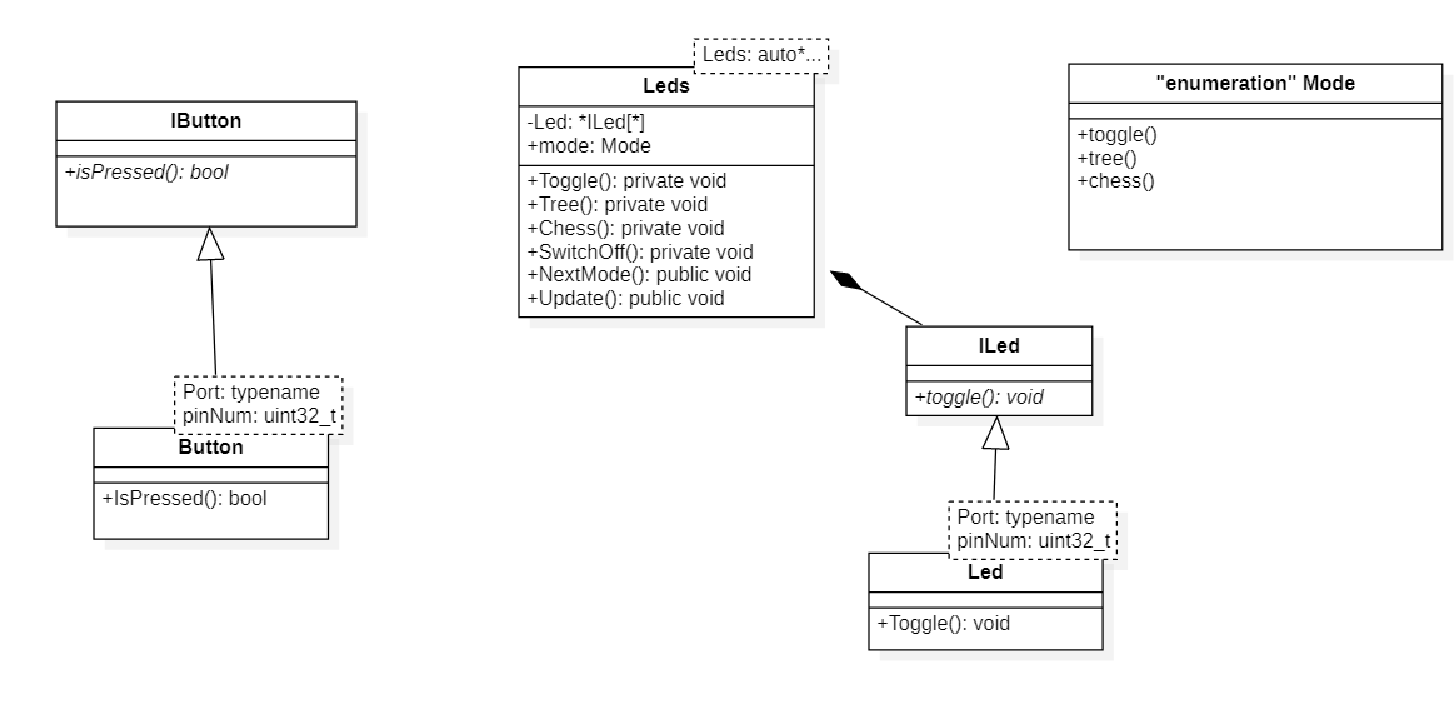 IButton
+isPressed(): bool
Port: typename
pinNum: uint32_t
Button
+IsPressed(): bool
Leds: auto*...
Leds
-Led: *ILed[*]
+mode: Mode
+Toggle(): private void
+Tree(): private void
+Chess(): private void
+SwitchOff(): private void
+NextMode(): public void
+Update(): public void
"enumeration" Mode
+toggle()
+tree()
+chess()
ILed
+toggle(): void
Port: typename
pinNum: uint32_t
Led
+Toggle(): void